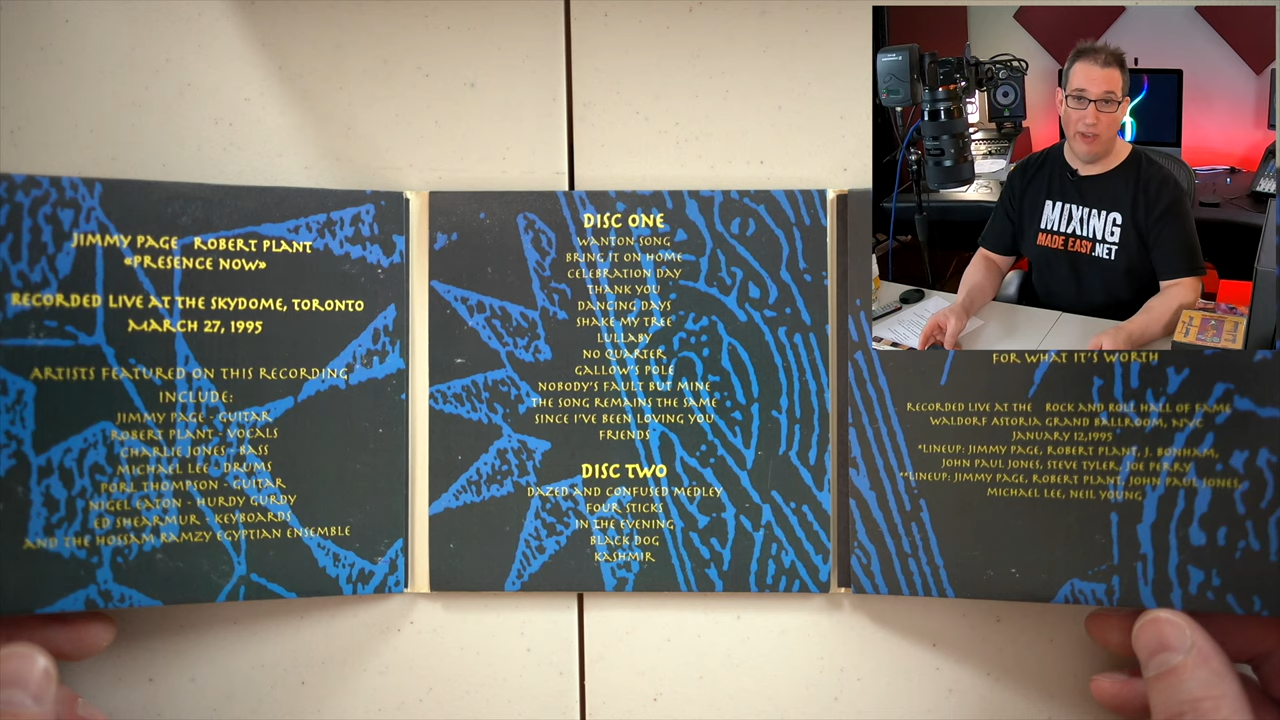 JIMMY PAGE ROBERT PLANT
«PRESENCE NOW»
RECORDED LIVE AT THE SKYDOME, TORONTO
MARCH 27, 1995
ARTISTS FEATURED ON THIS RECORDING
INCLUDE:
JIMMY PAGE - GUITAR
ROBERT PLANT - VOCALS
CHARLIE JONES - BASS
MICHAEL LEE - DRUMS
PORL THOMPSON - GUITAR
NIGEL EATON - HURDY GURDY
ED SHEARMUR - KEYBOARDS
AND THE HOSSAM RAMZY EGYPTIAN ENSEMBLE
DISC ONE
WANTON SONG
BRING IT ON HOME
CELEBRATION DAY
THANK YOU
DANCING DAYS
SHAKE MY TREE
LULLABY
NO QUARTER
GALLOW'S POLE
NOBODY'S FAULT BUT MINE
THE SONG REMAINS THE SAME
SINCE I'VE BEEN LOVING YOU
FRIENDS
DISC TWO
DAZED AND CONFUSED MEDLEY
FOUR STICKS
IN THE EVENING
BLACK DOG
KASHMIR
FOR WHAT IT'S WORTH
RECORDED LIVE AT THE ROCK AND ROLL HALL OF FAME
WALDORF ASTORIA GRAND BALLROOM, NYC
JANUARY 12,1995
*LINEUP: JIMMY PAGE, ROBERT PLANT, J. BONHAM,
JOHN PAUL JONES, STEVE TYLER, JOE PERRY
**LINEUP: JIMMY PAGE, ROBERT PLANT, JOHN PAUL JONES,
MICHAEL LEE, NEIL YOUNG
MIXING
MADE EASY.NET